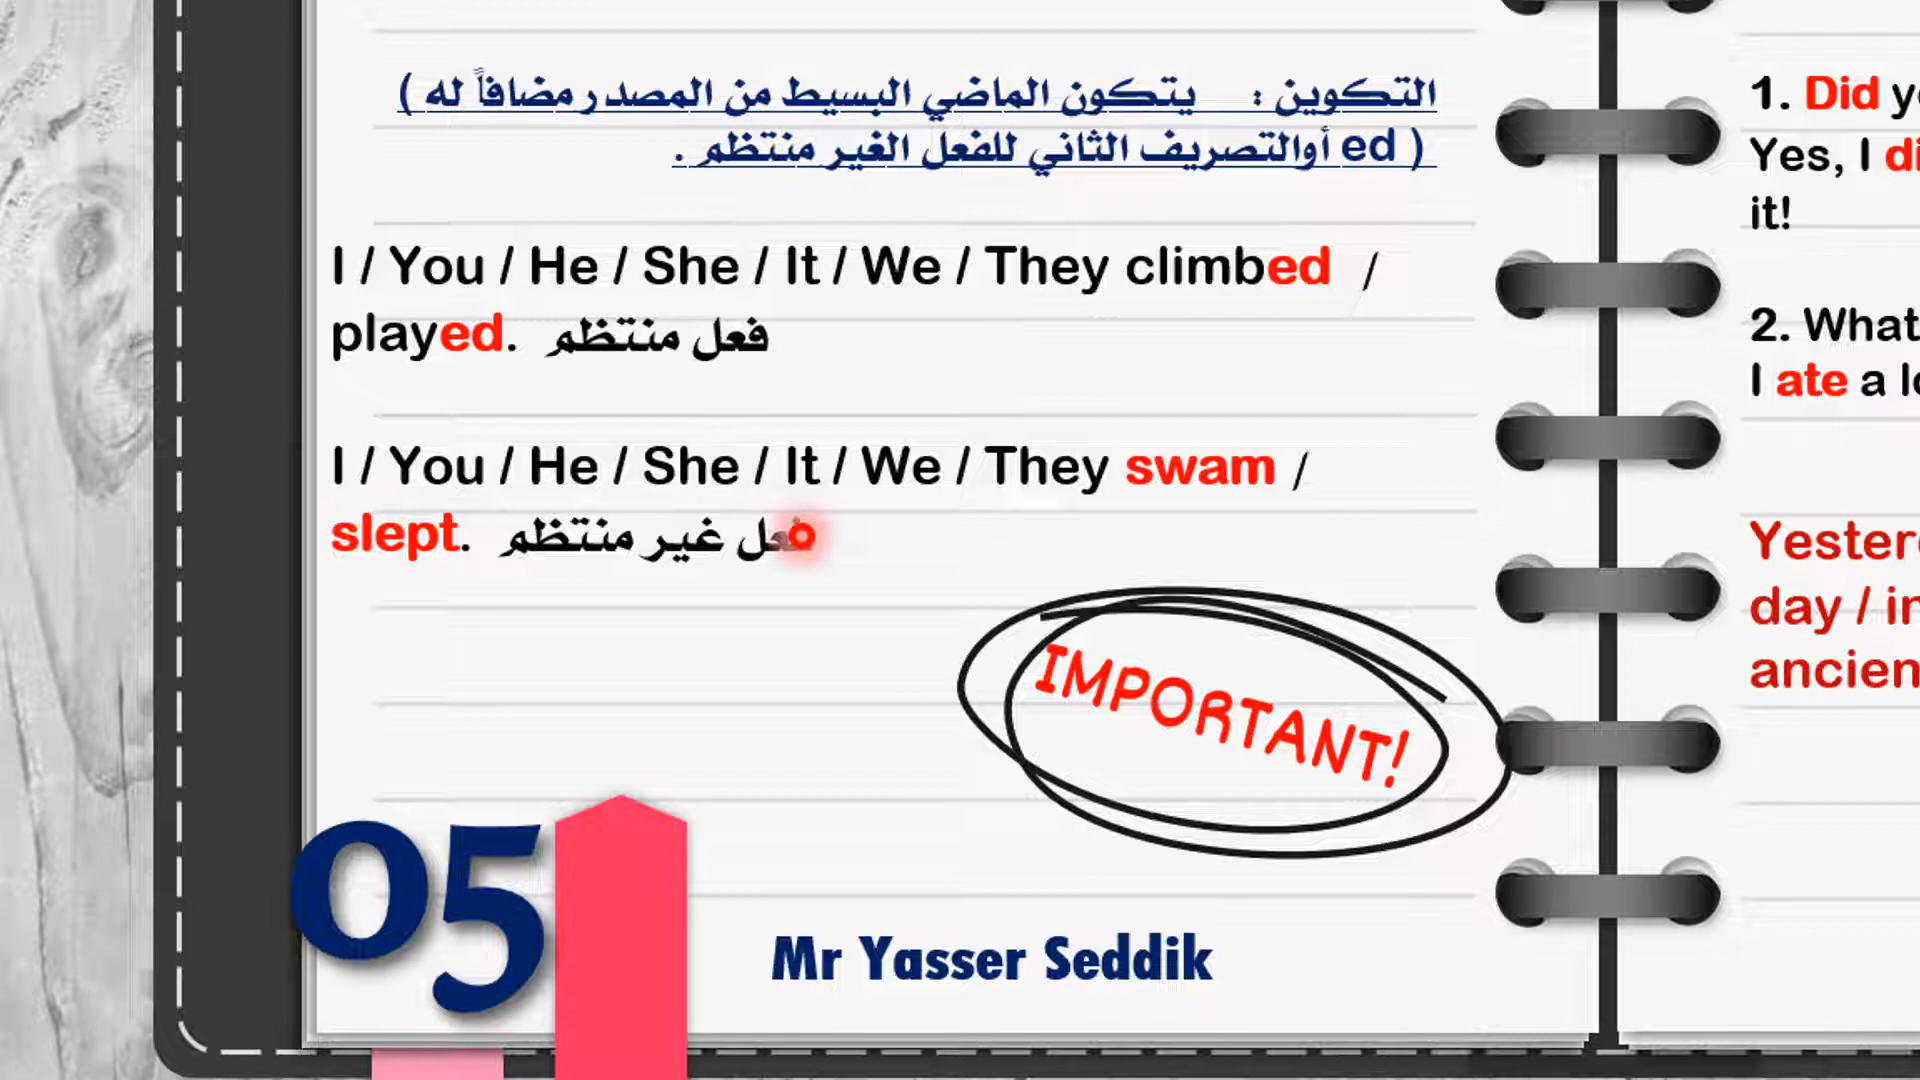 التكوين : يتكون الماضي البسيط من المصدر مضافاً له (
ed ) أوالتصريف الثاني للفعل الغير منتظم .
I / You / He / She / It / We / They climbed /
played. فعل منتظم
I / You / He / She / It / We / They swam /
slept. فعل غير منتظم
IMPORTANT!
05
Mr Yasser Seddik
1. Did
Yes, I
it!
2. What
I ate a
day /